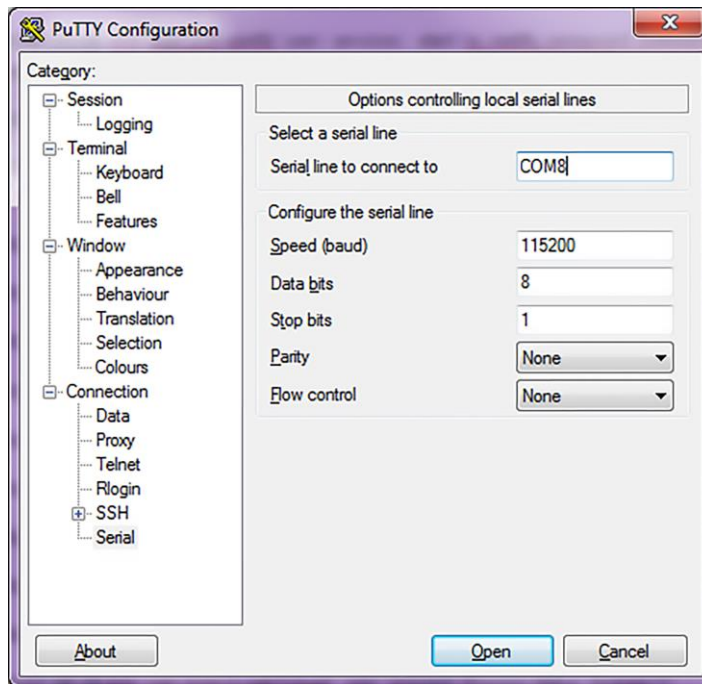 PuTTY Configuration
Category:
Session
Logging
Terminal
Keyboard
Bell
Features
Window
Appearance
Behaviour
Translation
Selection
Colours
Connection
Data
Proxy
Telnet
Rlogin
SSH
Serial
Options controlling local serial lines
Select a serial line
Serial line to connect to COM8
Configure the serial line
Speed (baud) 115200
Data bits 8
Stop bits 1
Parity None
Flow control None
About Open Cancel